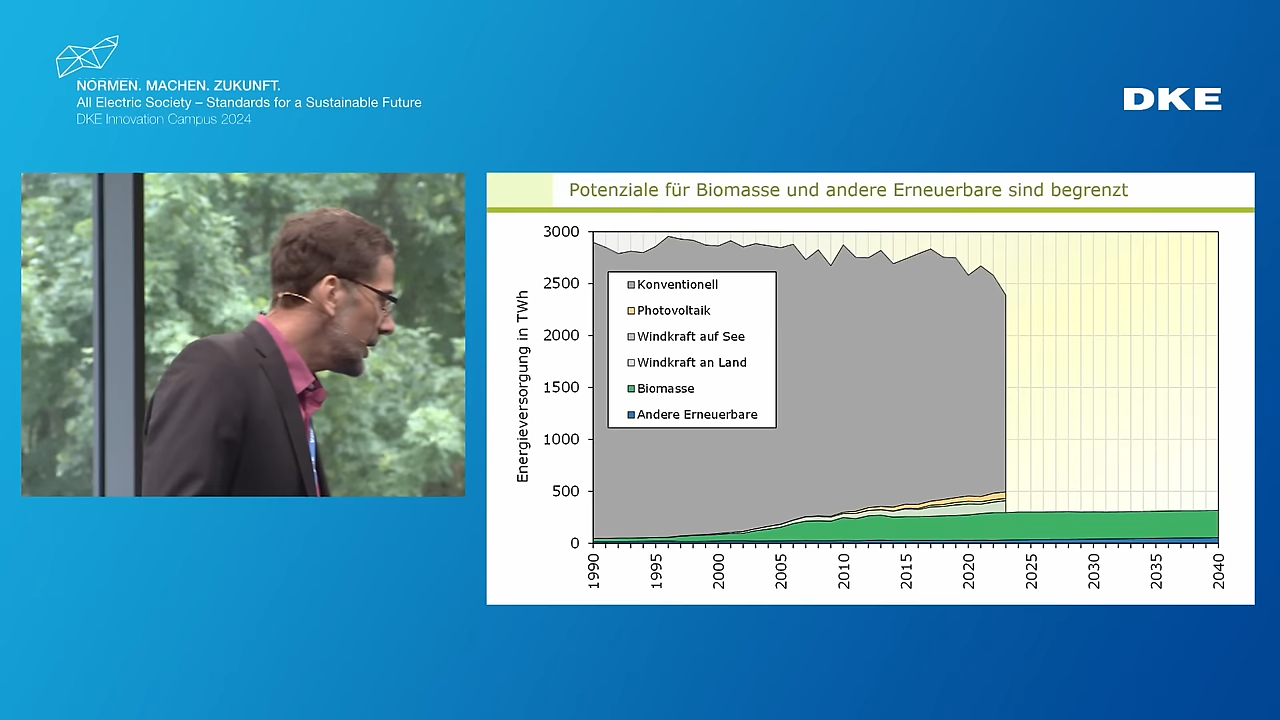 NORMEN. MACHEN. ZUKUNFT.
All Electric Society – Standards for a Sustainable Future
DKE Innovation Campus 2024
DKE
Potenziale für Biomasse und andere Erneuerbare sind begrenzt
Energieversorgung in TWh
3000
2500
2000
1500
1000
500
0
Konventionell
Photovoltaik
Windkraft auf See
Windkraft an Land
Biomasse
Andere Erneuerbare
1990
1995
2000
2005
2010
2015
2020
2025
2030
2035
2040